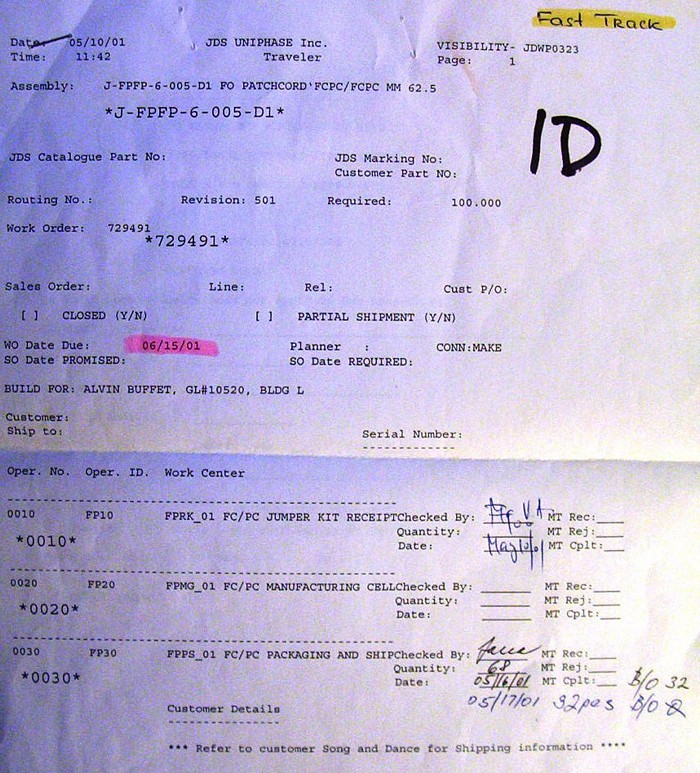 Fast Track
Date: 05/10/01 JDS UNIPHASE Inc. VISIBILITY- JDWP0323
Time: 11:42 Traveler Page: 1
Assembly: J-FPFP-6-005-D1 FO PATCHCORD'FCPC/FCPC MM 62.5
*J-FPFP-6-005-D1*
ID
JDS Catalogue Part No: JDS Marking No:
Customer Part NO:
Routing No.: Revision: 501 Required: 100.000
Work Order: 729491
*729491*
Sales Order: Line: Rel: Cust P/O:
[ ] CLOSED (Y/N) [ ] PARTIAL SHIPMENT (Y/N)
WO Date Due: 06/15/01 Planner : CONN:MAKE
SO Date PROMISED: SO Date REQUIRED:
BUILD FOR: ALVIN BUFFET, GL#10520, BLDG L
Customer:
Ship to: Serial Number:
Oper. No. Oper. ID. Work Center
0010 FP10 FPRK_01 FC/PC JUMPER KIT RECEIPTChecked By: MT Rec:
Quantity: 100 MT Rej:
*0010* Date: May10/01 MT Cplt:
0020 FP20 FPMG_01 FC/PC MANUFACTURING CELLChecked By: MT Rec:
*0020* Quantity: MT Rej:
Date: MT Cplt:
0030 FP30 FPPS_01 FC/PC PACKAGING AND SHIPChecked By: MT Rec:
Quantity: 68 MT Rej:
*0030* Date: 05/16/01 MT Cplt: B/O 32
05/17/01 32pcs B/O 0
Customer Details
*** Refer to customer Song and Dance for Shipping information ****